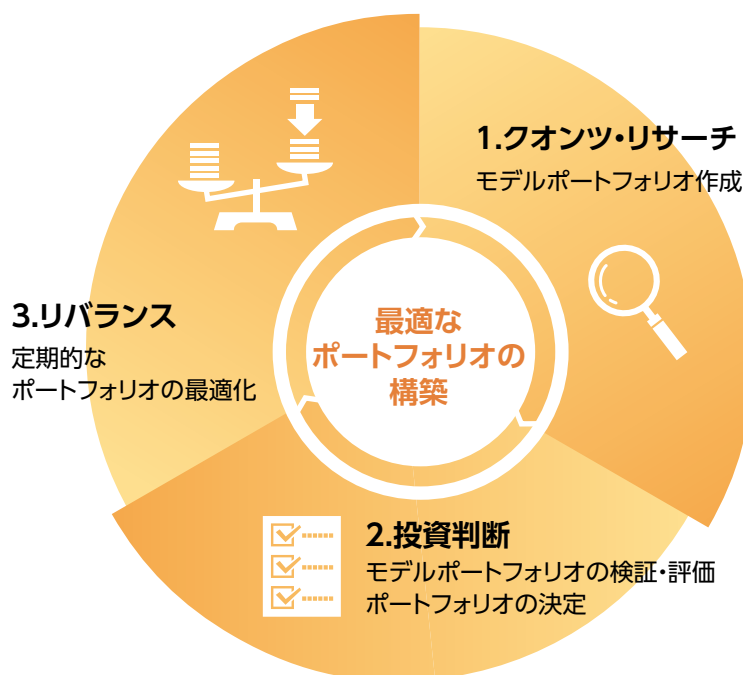 1.クオンツ・リサーチ
モデルポートフォリオ作成
最適な
ポートフォリオの
構築
2.投資判断
モデルポートフォリオの検証・評価
ポートフォリオの決定
3.リバランス
定期的な
ポートフォリオの最適化